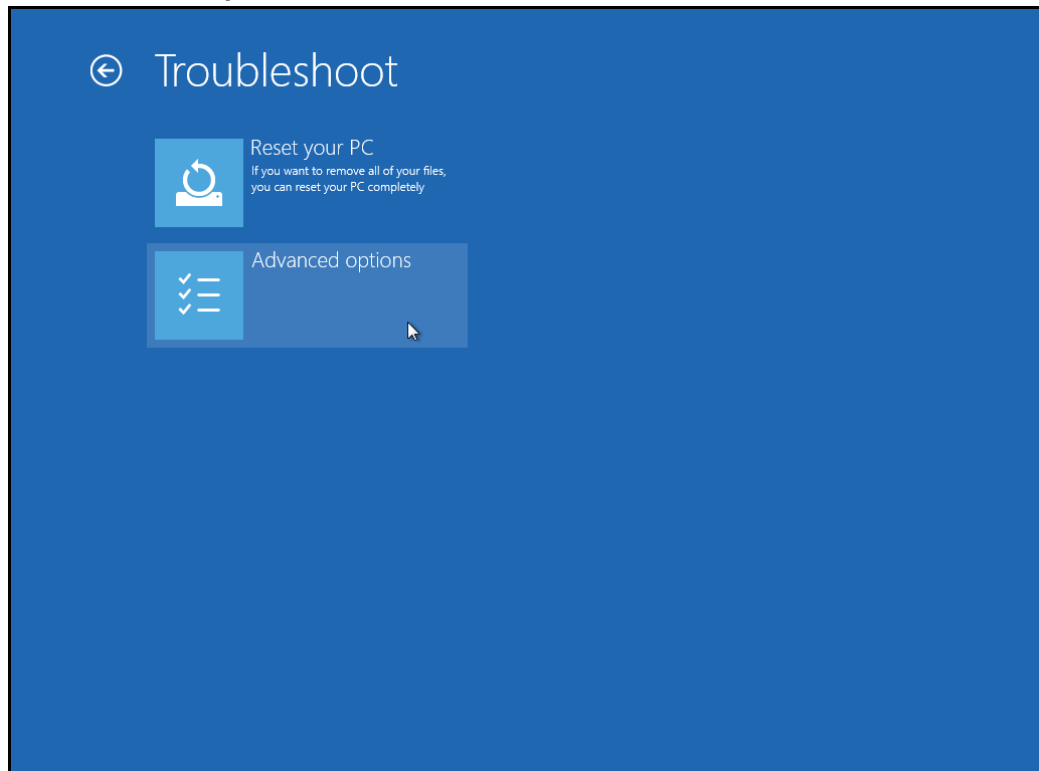 Troubleshoot
Reset your PC
If you want to remove all of your files,
you can reset your PC completely
Advanced options